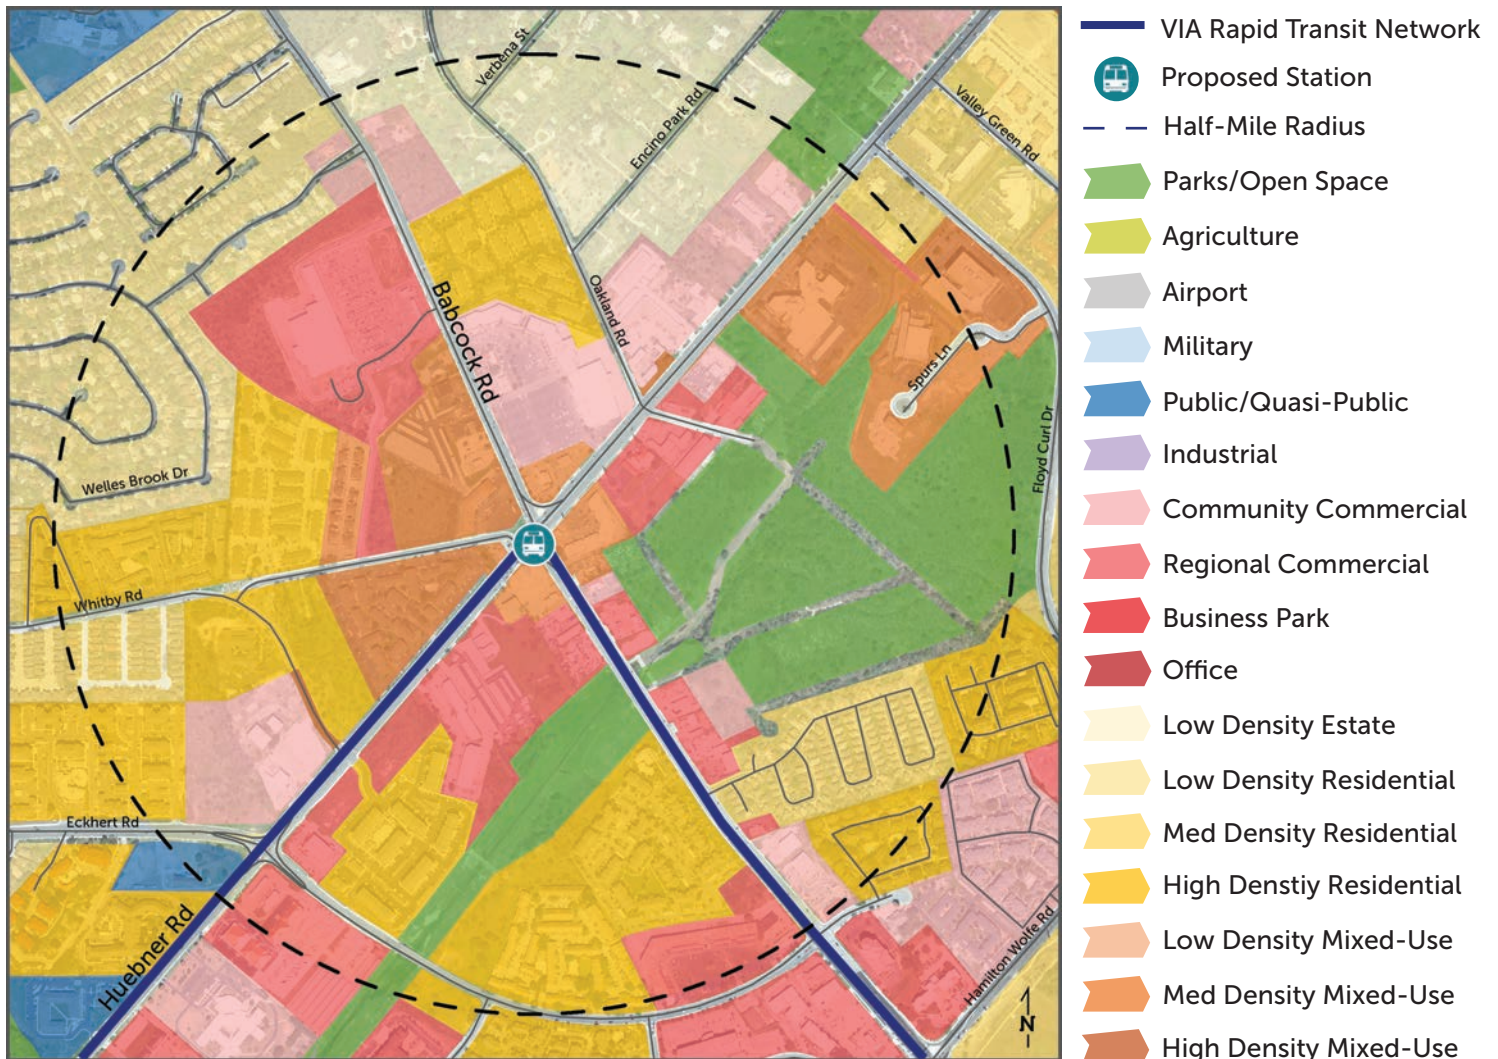 VIA Rapid Transit Network
Proposed Station
Half-Mile Radius
Parks/Open Space
Agriculture
Airport
Military
Public/Quasi-Public
Industrial
Community Commercial
Regional Commercial
Business Park
Office
Low Density Estate
Low Density Residential
Med Density Residential
High Denstiy Residential
Low Density Mixed-Use
Med Density Mixed-Use
High Density Mixed-Use
Verbena St
Encino Park Rd
Valley Green Rd
Babcock Rd
Oakland Rd
Spurs Ln
Floyd Curl Dr
Welles Brook Dr
Whitby Rd
Eckhert Rd
Huebner Rd
Hamilton Wolfe Rd
N